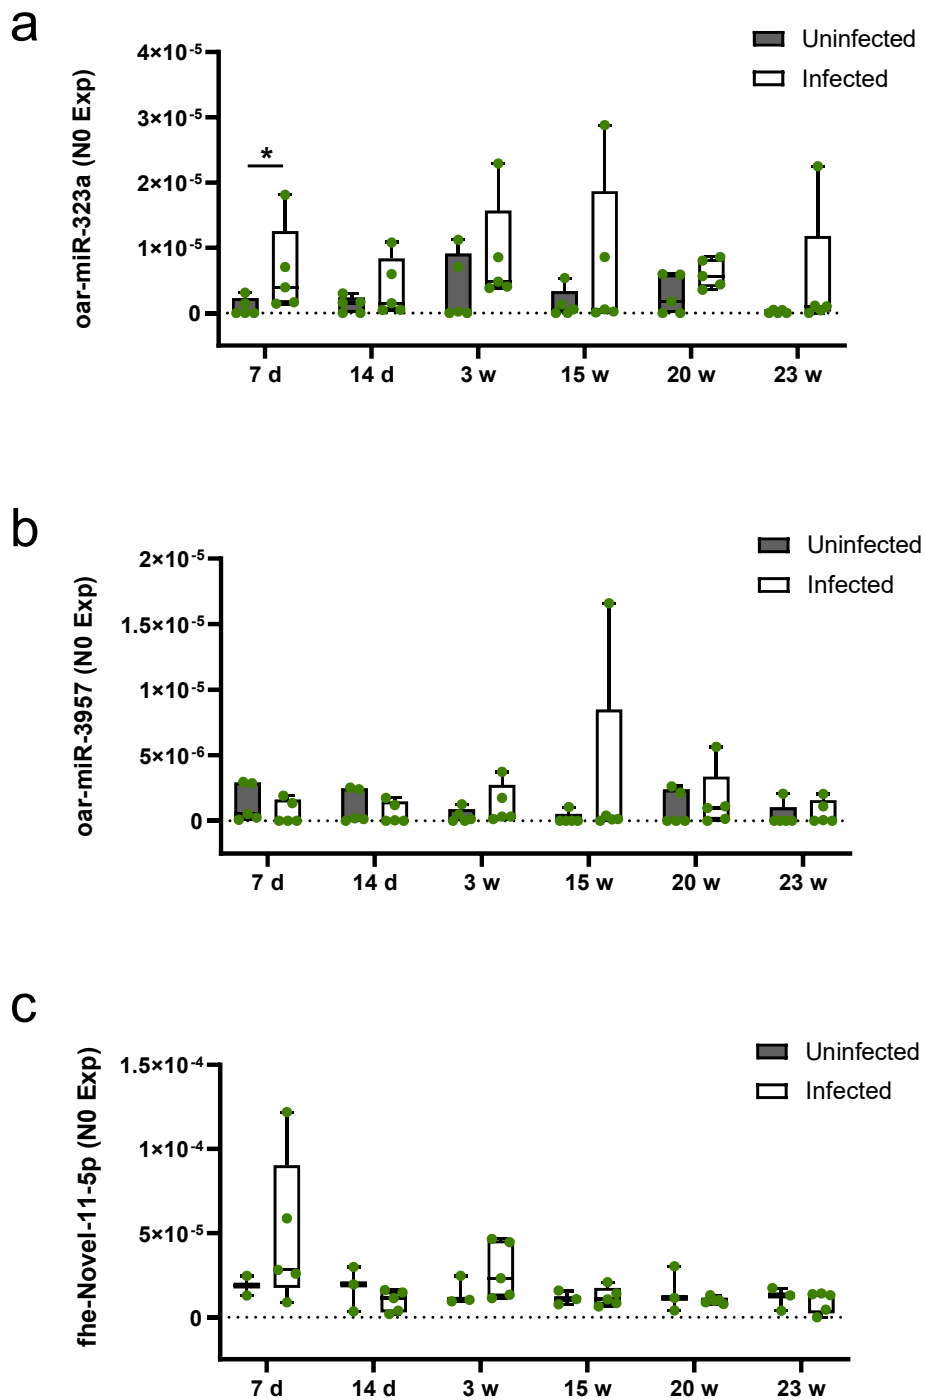 a
Uninfected
Infected
oar-miR-323a (N0 Exp)
4×10⁻⁵
3×10⁻⁵
2×10⁻⁵
1×10⁻⁵
0
*
7 d
14 d
3 w
15 w
20 w
23 w
b
Uninfected
Infected
oar-miR-3957 (N0 Exp)
2×10⁻⁵
1.5×10⁻⁵
1×10⁻⁵
5×10⁻⁶
0
7 d
14 d
3 w
15 w
20 w
23 w
c
Uninfected
Infected
fhe-Novel-11-5p (N0 Exp)
1.5×10⁻⁴
1×10⁻⁴
5×10⁻⁵
0
7 d
14 d
3 w
15 w
20 w
23 w